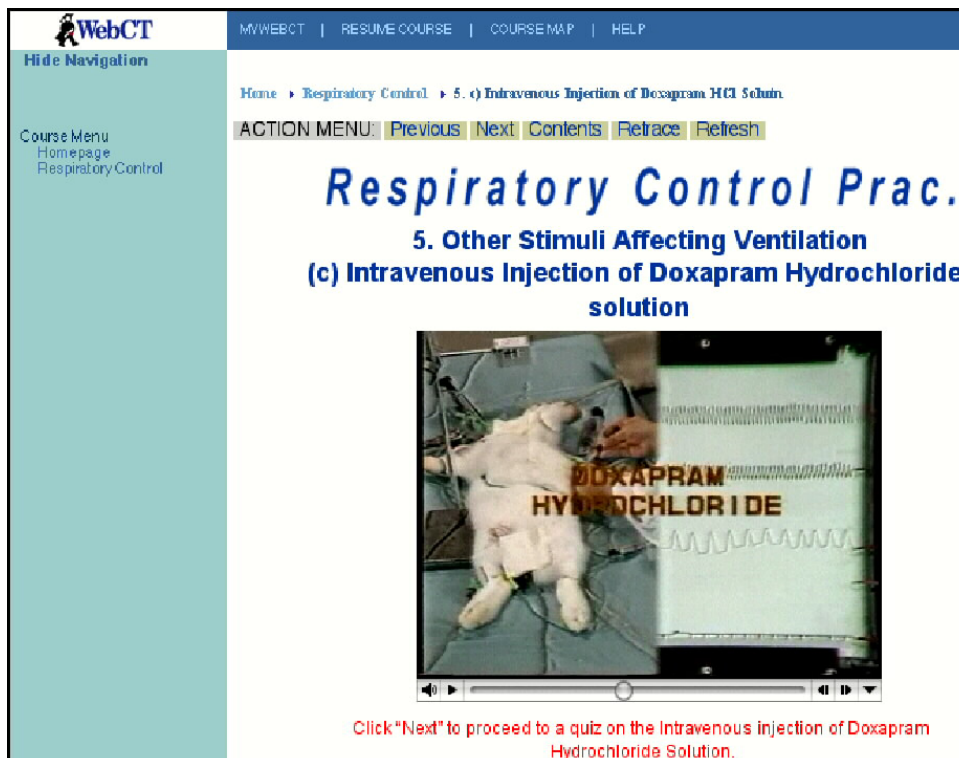 WebCT
MYWEBCT | RESUME COURSE | COURSE MAP | HELP
Hide Navigation
Home Respiratory Control 5. c) Intravenous Injection of Doxapram HCl Soluin
ACTION MENU: Previous Next Contents Retrace Refresh
Course Menu
Homepage
Respiratory Control
Respiratory Control Prac.
5. Other Stimuli Affecting Ventilation
(c) Intravenous Injection of Doxapram Hydrochloride
solution
DOXAPRAM
HYDROCHLORIDE
Click "Next" to proceed to a quiz on the Intravenous injection of Doxapram
Hydrochloride Solution.